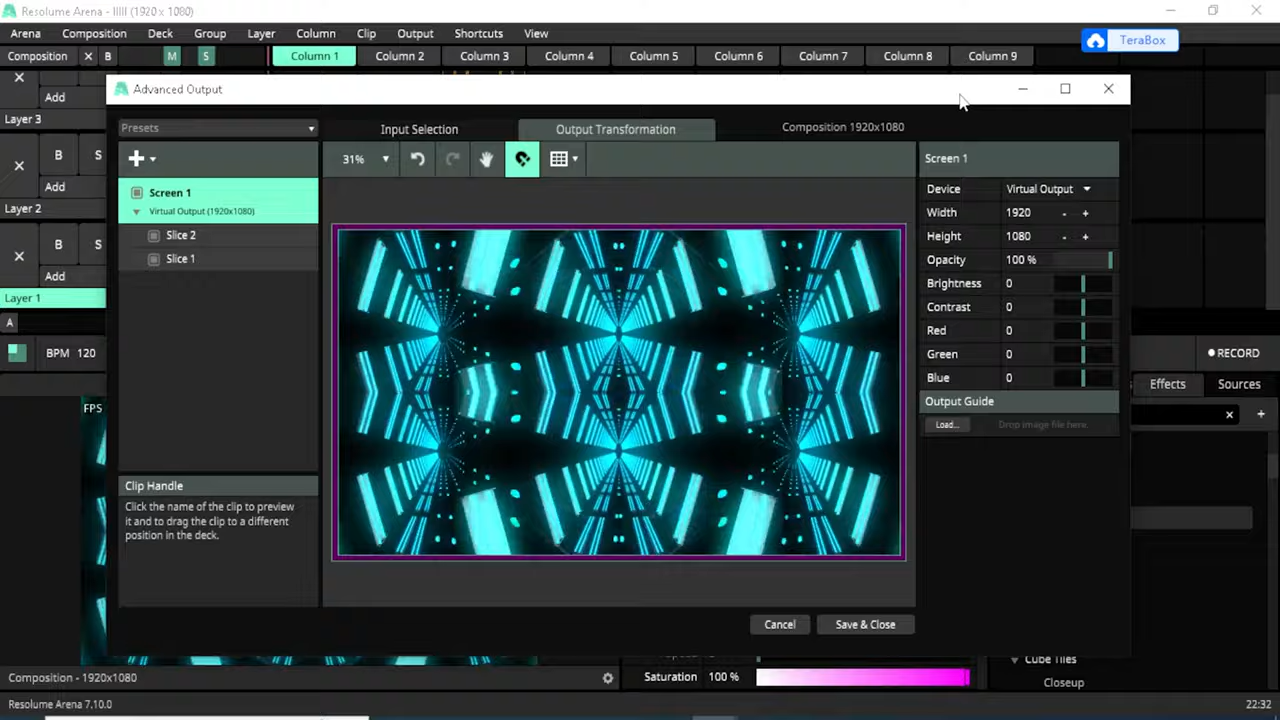 Resolume Arena - lllll (1920 x 1080)
Arena Composition Deck Group Layer Column Clip Output Shortcuts View
TeraBox
Composition B M S Column 1 Column 2 Column 3 Column 4 Column 5 Column 6 Column 7 Column 8 Column 9
Add
Layer 3
B S
Add
Layer 2
B S
Add
Layer 1
A
BPM 120
FPS
Advanced Output
Presets
Input Selection
Output Transformation
Composition 1920x1080
31%
Screen 1
Virtual Output (1920x1080)
Slice 2
Slice 1
Clip Handle
Click the name of the clip to preview
it and to drag the clip to a different
position in the deck.
Screen 1
Device Virtual Output
Width 1920 - +
Height 1080 - +
Opacity 100 %
Brightness 0
Contrast 0
Red 0
Green 0
Blue 0
Output Guide
Load... Drop image file here.
Cancel Save & Close
RECORD
Effects Sources
Composition - 1920x1080
Saturation 100 %
Cube Tiles
Closeup
Resolume Arena 7.10.0
22:32